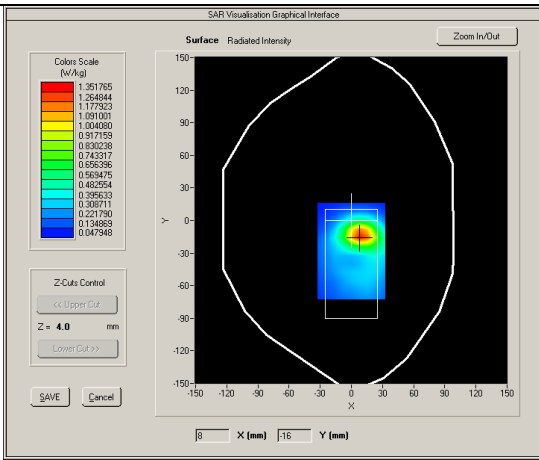 SAR Visualisation Graphical Interface
Surface Radiated Intensity
Zoom In/Out
Colors Scale
(W/kg)
1.351765
1.264844
1.177923
1.091001
1.004080
0.917159
0.830238
0.743317
0.656396
0.569475
0.482554
0.395633
0.308711
0.221790
0.134869
0.047948
Z-Cuts Control
<< Upper Cut
Z = 4.0 mm
Lower Cut >>
SAVE
Cancel
150
120
90
60
30
0
-30
-60
-90
-120
-150
Y
-150 -120 -90 -60 -30 0 30 60 90 120 150
X
8 X (mm) -16 Y (mm)